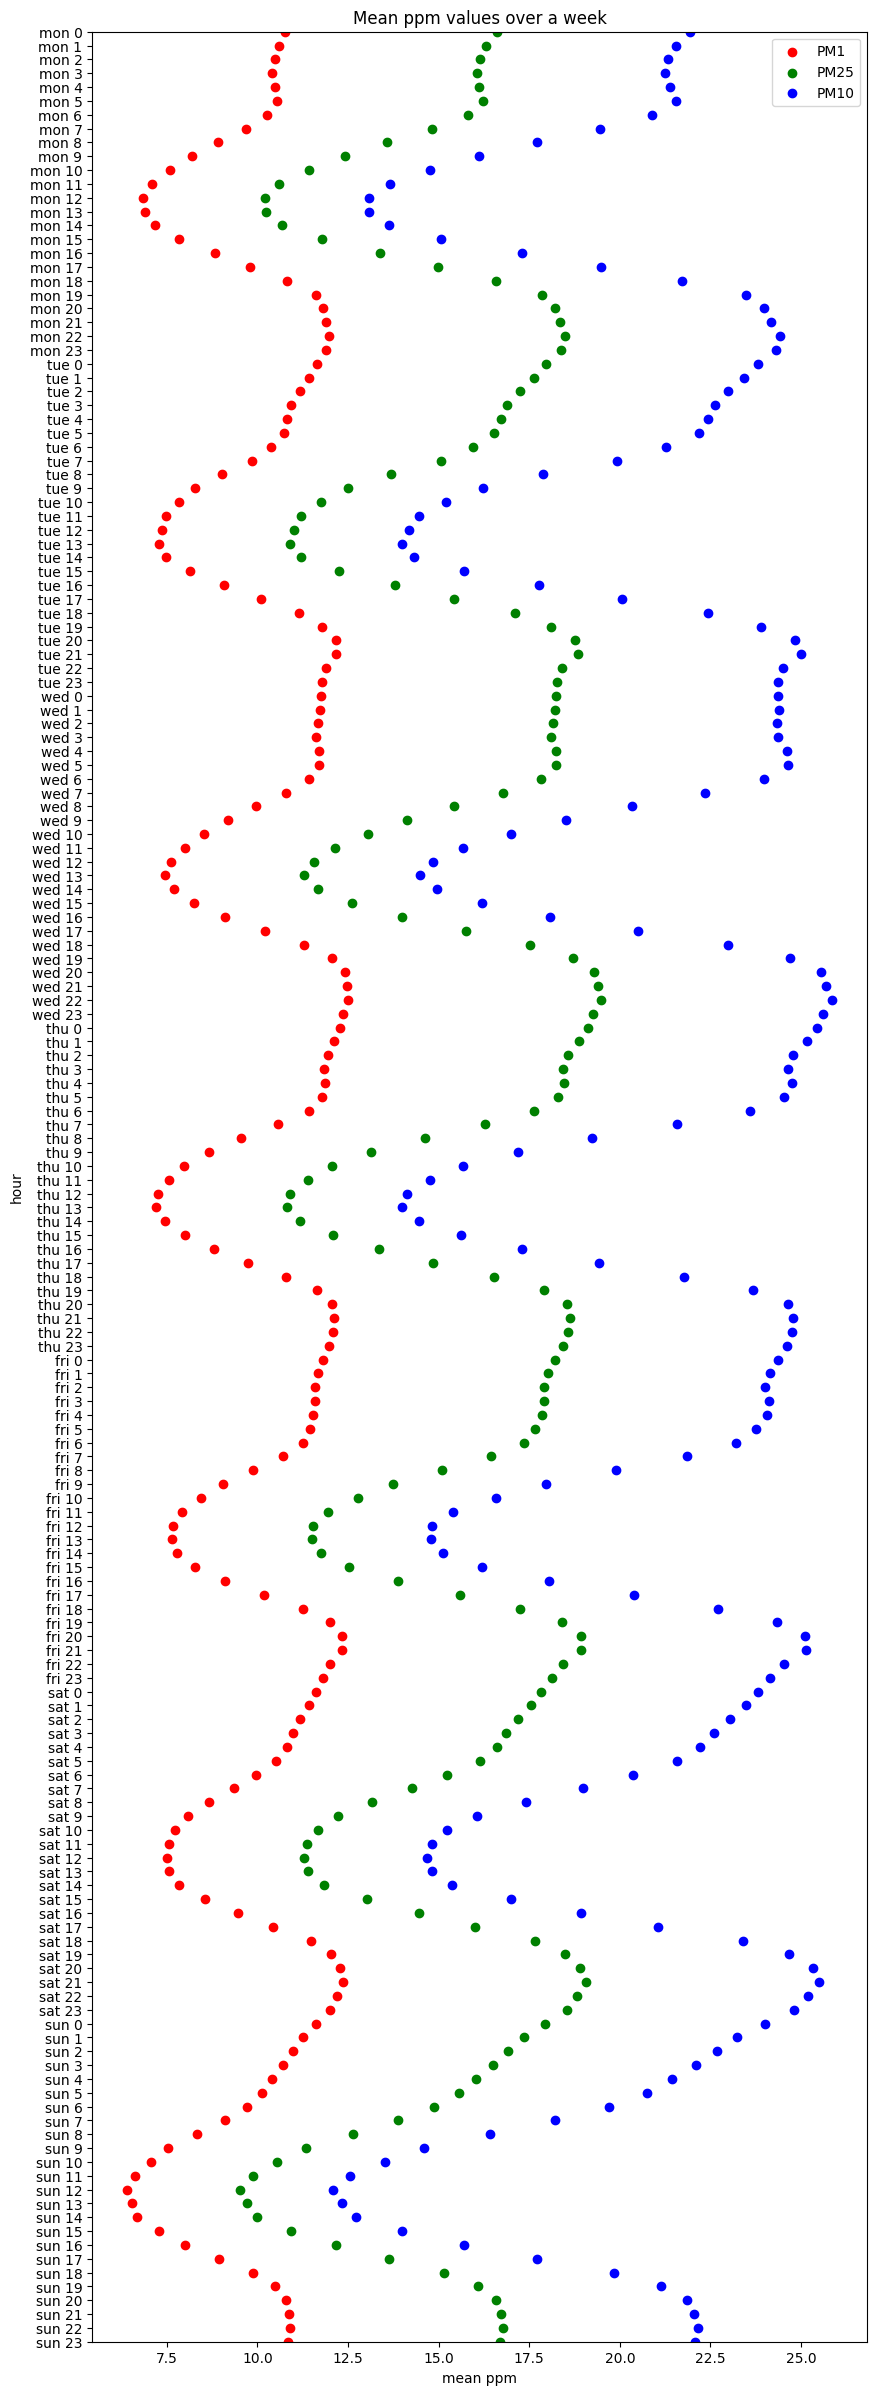 Mean ppm values over a week
PM1
PM25
PM10
mon 0
mon 1
mon 2
mon 3
mon 4
mon 5
mon 6
mon 7
mon 8
mon 9
mon 10
mon 11
mon 12
mon 13
mon 14
mon 15
mon 16
mon 17
mon 18
mon 19
mon 20
mon 21
mon 22
mon 23
tue 0
tue 1
tue 2
tue 3
tue 4
tue 5
tue 6
tue 7
tue 8
tue 9
tue 10
tue 11
tue 12
tue 13
tue 14
tue 15
tue 16
tue 17
tue 18
tue 19
tue 20
tue 21
tue 22
tue 23
wed 0
wed 1
wed 2
wed 3
wed 4
wed 5
wed 6
wed 7
wed 8
wed 9
wed 10
wed 11
wed 12
wed 13
wed 14
wed 15
wed 16
wed 17
wed 18
wed 19
wed 20
wed 21
wed 22
wed 23
thu 0
thu 1
thu 2
thu 3
thu 4
thu 5
thu 6
thu 7
thu 8
thu 9
thu 10
thu 11
thu 12
thu 13
thu 14
thu 15
thu 16
thu 17
thu 18
thu 19
thu 20
thu 21
thu 22
thu 23
fri 0
fri 1
fri 2
fri 3
fri 4
fri 5
fri 6
fri 7
fri 8
fri 9
fri 10
fri 11
fri 12
fri 13
fri 14
fri 15
fri 16
fri 17
fri 18
fri 19
fri 20
fri 21
fri 22
fri 23
sat 0
sat 1
sat 2
sat 3
sat 4
sat 5
sat 6
sat 7
sat 8
sat 9
sat 10
sat 11
sat 12
sat 13
sat 14
sat 15
sat 16
sat 17
sat 18
sat 19
sat 20
sat 21
sat 22
sat 23
sun 0
sun 1
sun 2
sun 3
sun 4
sun 5
sun 6
sun 7
sun 8
sun 9
sun 10
sun 11
sun 12
sun 13
sun 14
sun 15
sun 16
sun 17
sun 18
sun 19
sun 20
sun 21
sun 22
sun 23
hour
7.5 10.0 12.5 15.0 17.5 20.0 22.5 25.0
mean ppm